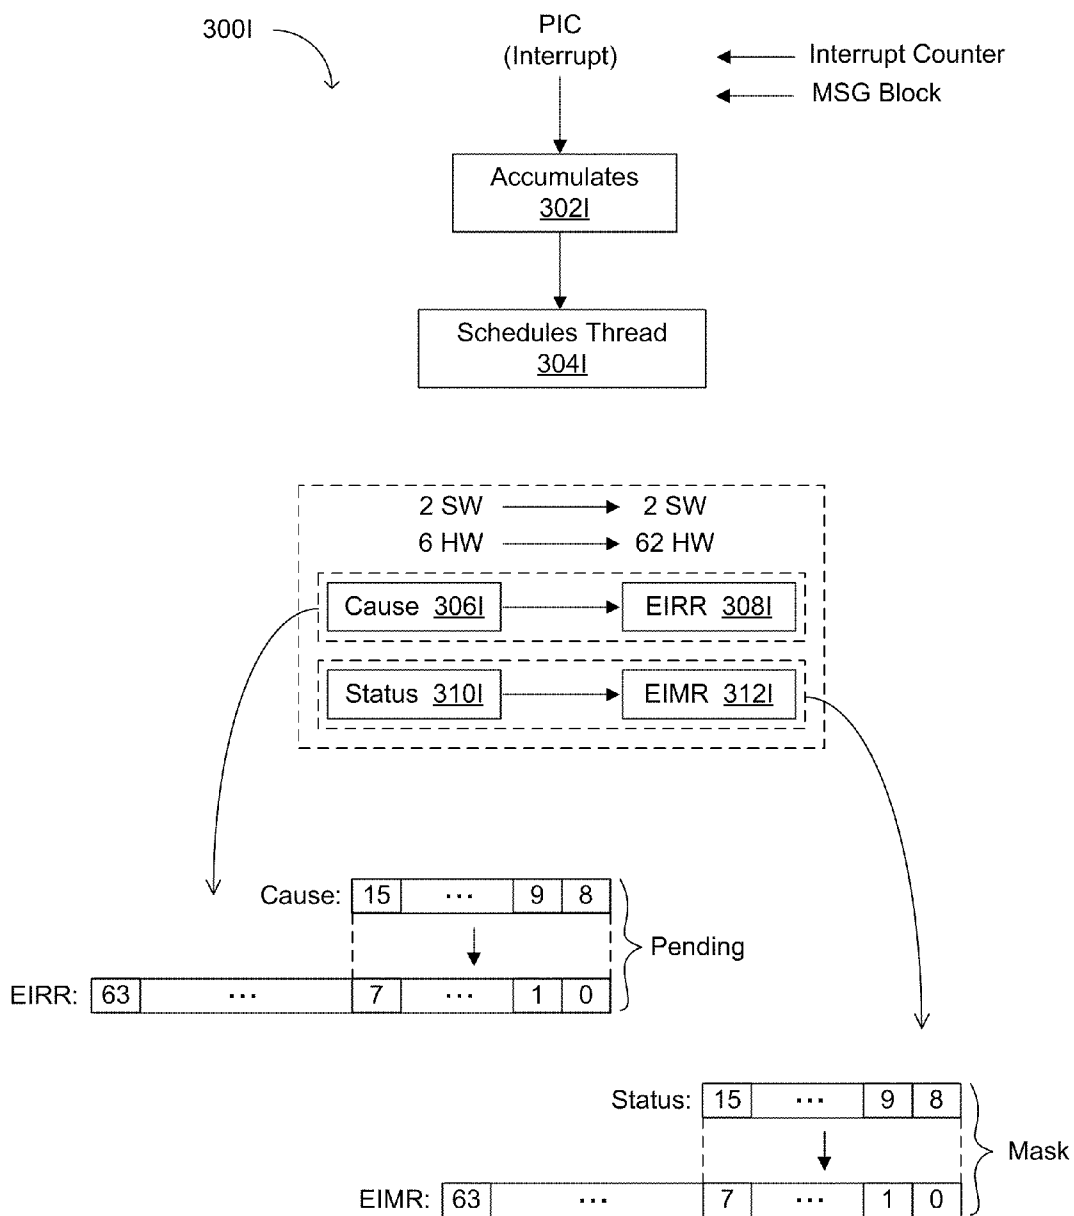 300I
PIC
(Interrupt)
Interrupt Counter
MSG Block
Accumulates
302I
Schedules Thread
304I
2 SW 2 SW
6 HW 62 HW
Cause 306I EIRR 308I
Status 310I EIMR 312I
Cause: 15 ... 9 8
Pending
EIRR: 63 ... 7 ... 1 0
Status: 15 ... 9 8
Mask
EIMR: 63 ... 7 ... 1 0